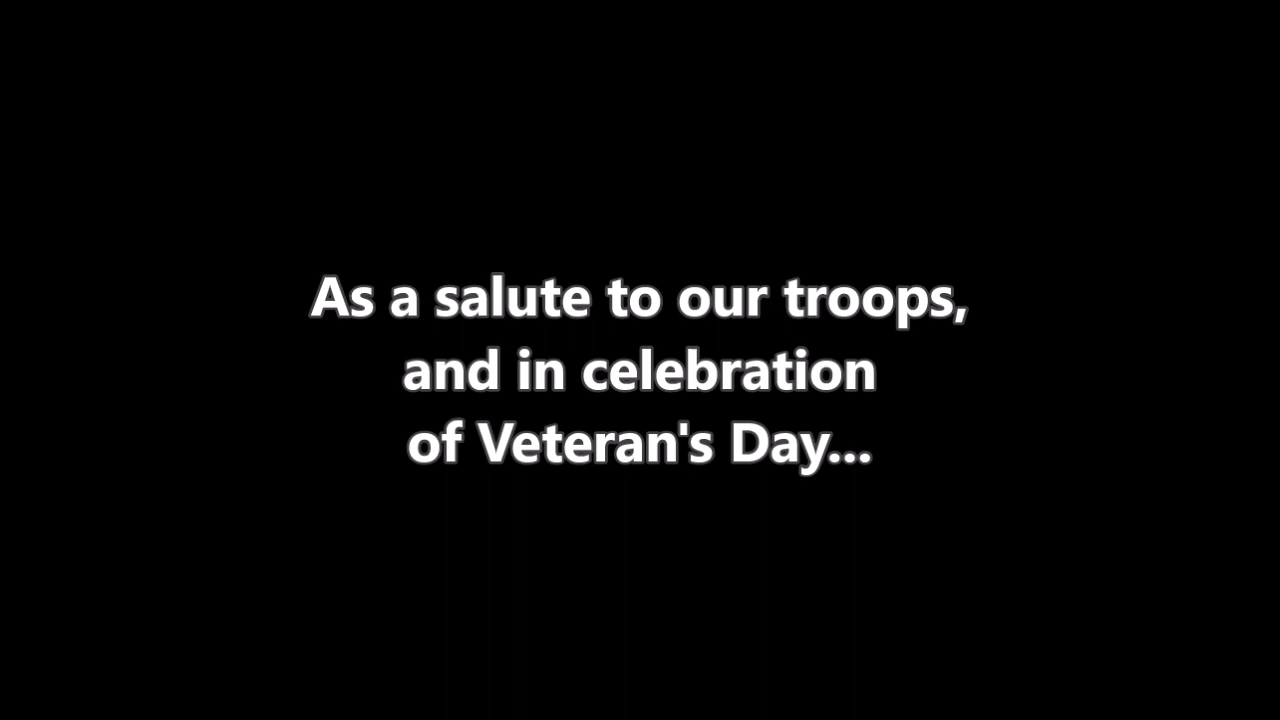 As a salute to our troops,
and in celebration
of Veteran's Day...